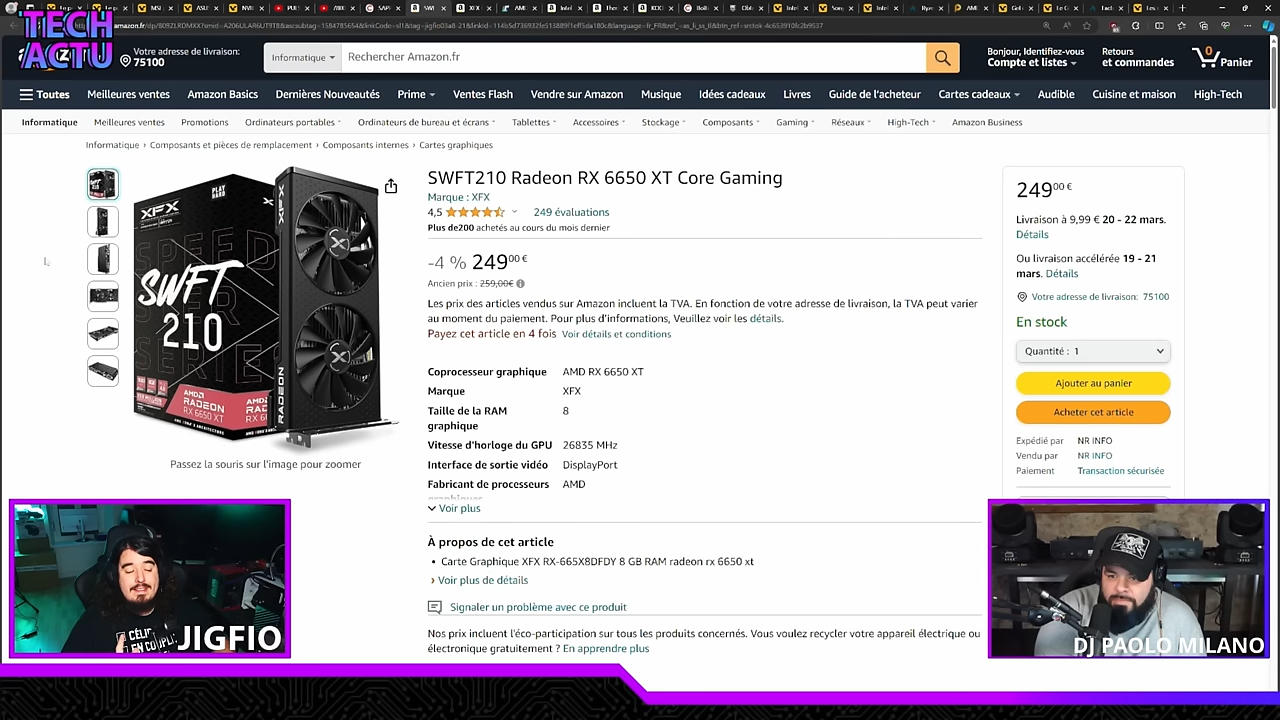 TECH
ACTU
Votre adresse de livraison:
75100
Informatique
Rechercher Amazon.fr
Bonjour, Identifiez-vous
Compte et listes
Retours
et commandes
0
Panier
Toutes
Meilleures ventes
Amazon Basics
Dernières Nouveautés
Prime
Ventes Flash
Vendre sur Amazon
Musique
Idées cadeaux
Livres
Guide de l'acheteur
Cartes cadeaux
Audible
Cuisine et maison
High-Tech
Informatique
Meilleures ventes
Promotions
Ordinateurs portables
Ordinateurs de bureau et écrans
Tablettes
Accessoires
Stockage
Composants
Gaming
Réseaux
High-Tech
Amazon Business
Informatique › Composants et pièces de remplacement › Composants internes › Cartes graphiques
PLAY
HARD
XFX
SPEED
SWFT
210
SERIES
AMD
RADEON
RX 6650 XT
XFX
RADEON
Passez la souris sur l'image pour zoomer
SWFT210 Radeon RX 6650 XT Core Gaming
Marque : XFX
4,5
249 évaluations
Plus de200 achetés au cours du mois dernier
-4 % 249,00 €
Ancien prix : 259,00€
Les prix des articles vendus sur Amazon incluent la TVA. En fonction de votre adresse de livraison, la TVA peut varier
au moment du paiement. Pour plus d'informations, Veuillez voir les détails.
Payez cet article en 4 fois Voir détails et conditions
Coprocesseur graphique AMD RX 6650 XT
Marque XFX
Taille de la RAM 8
graphique
Vitesse d'horloge du GPU 26835 MHz
Interface de sortie vidéo DisplayPort
Fabricant de processeurs AMD
graphiques
Voir plus
À propos de cet article
• Carte Graphique XFX RX-665X8DFDY 8 GB RAM radeon rx 6650 xt
› Voir plus de détails
Signaler un problème avec ce produit
Nos prix incluent l'éco-participation sur tous les produits concernés. Vous voulez recycler votre appareil électrique ou
électronique gratuitement ? En apprendre plus
249 00 €
Livraison à 9,99 € 20 - 22 mars.
Détails
Ou livraison accélérée 19 - 21
mars. Détails
Votre adresse de livraison: 75100
En stock
Quantité : 1
Ajouter au panier
Acheter cet article
Expédié par NR INFO
Vendu par NR INFO
Paiement Transaction sécurisée
JIGFIO
DJ PAOLO MILANO